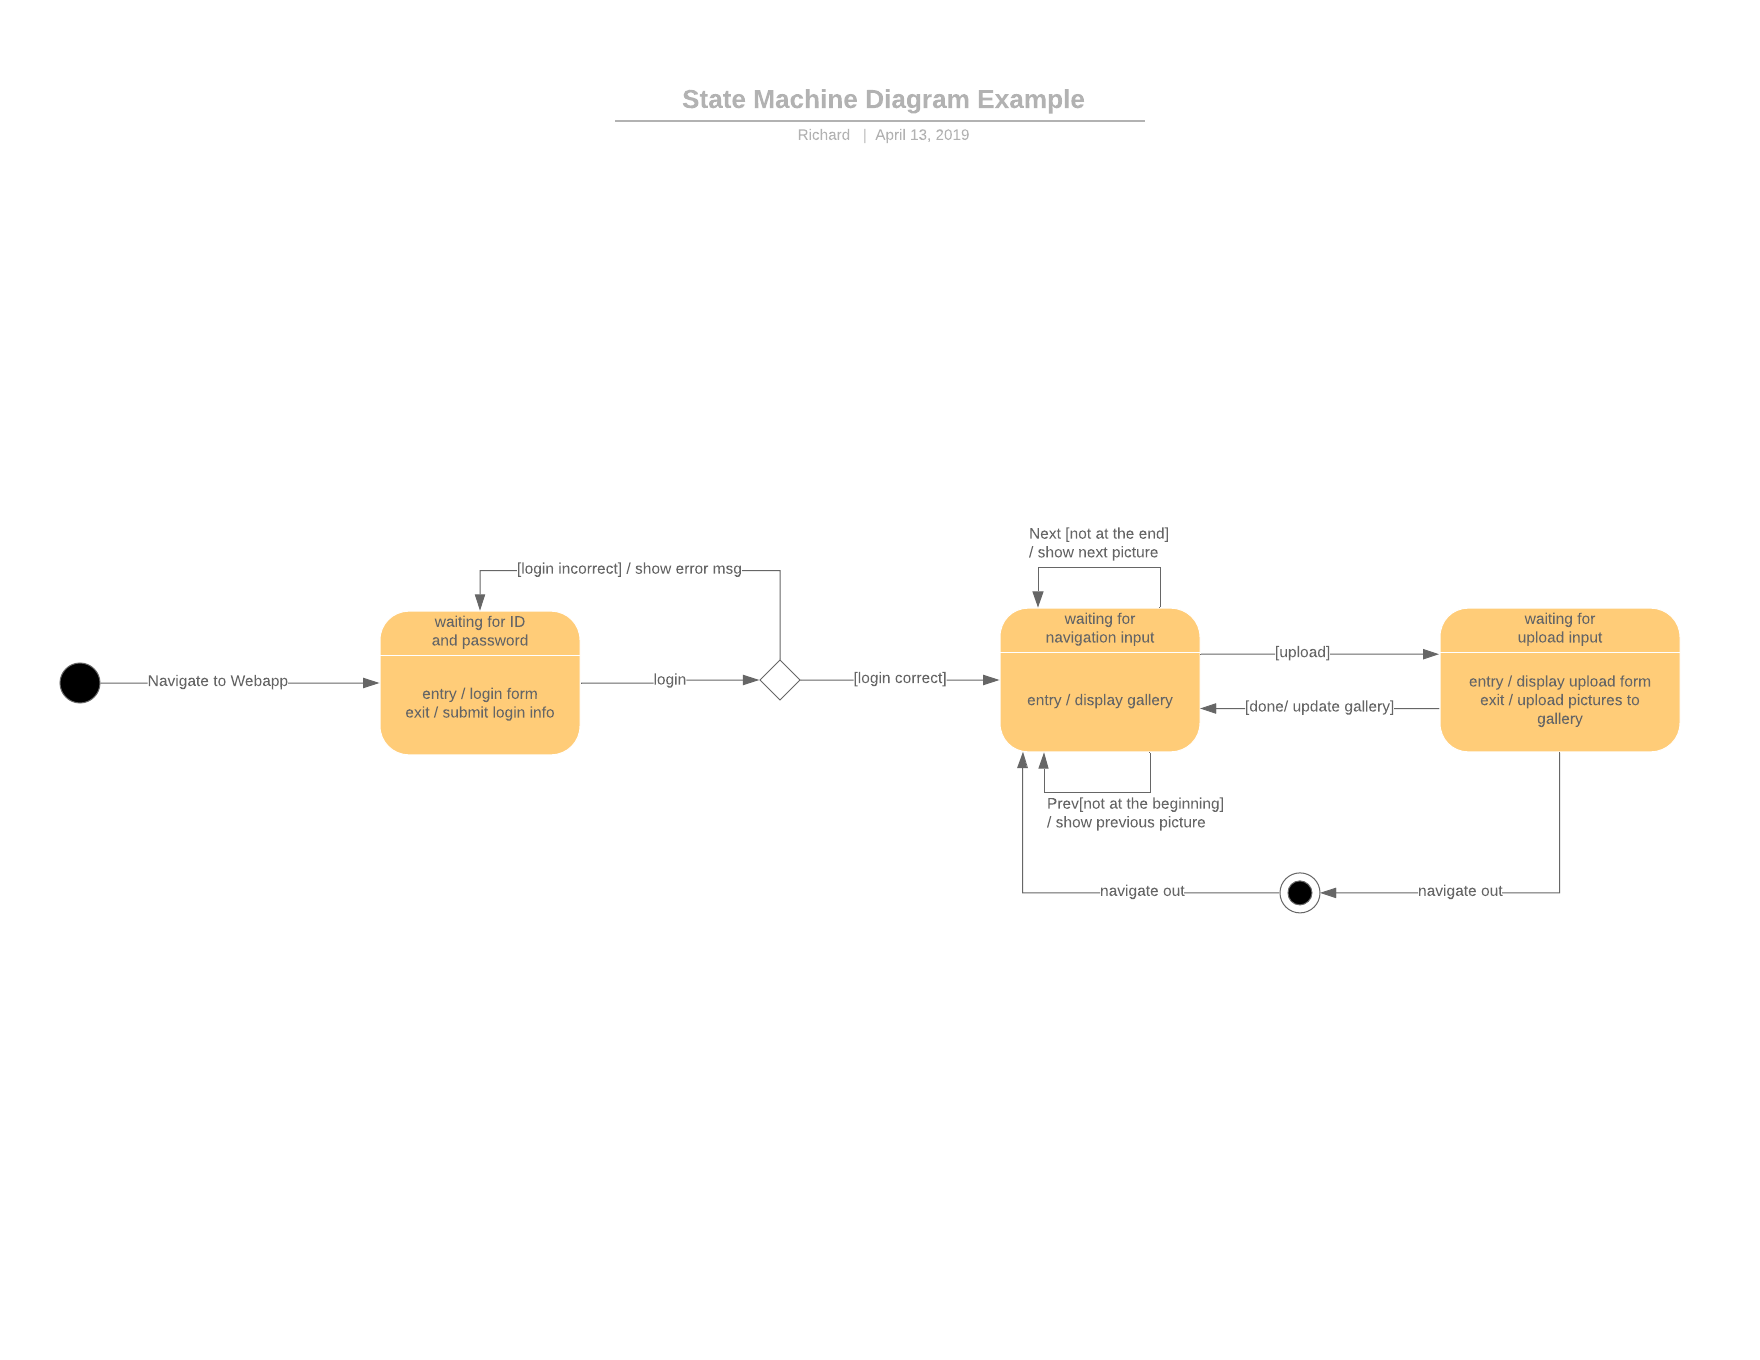 State Machine Diagram Example
Richard | April 13, 2019
Next [not at the end]
/ show next picture
[login incorrect] / show error msg
waiting for ID
and password
entry / login form
exit / submit login info
Navigate to Webapp
login
[login correct]
waiting for
navigation input
entry / display gallery
[upload]
[done/ update gallery]
waiting for
upload input
entry / display upload form
exit / upload pictures to
gallery
Prev[not at the beginning]
/ show previous picture
navigate out
navigate out